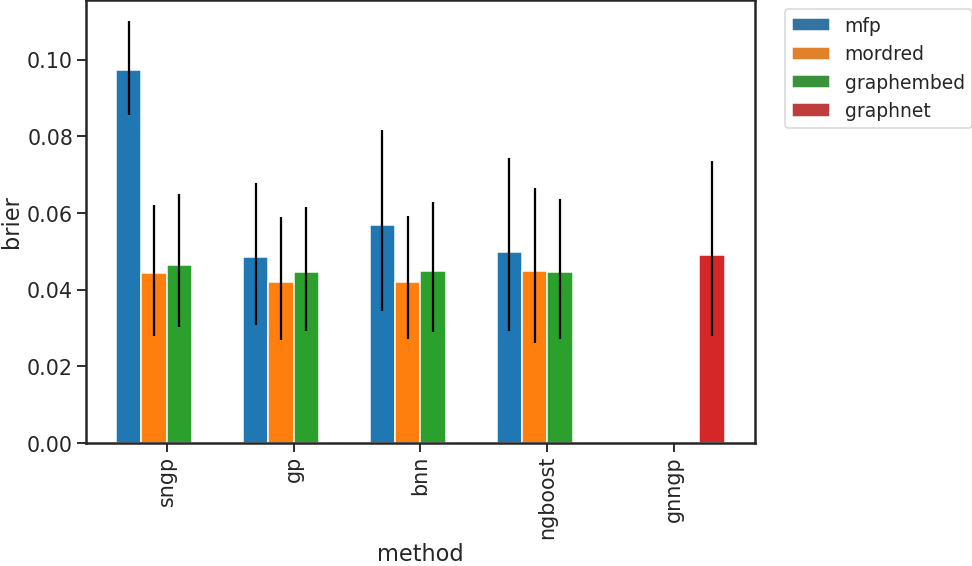 brier
0.10
0.08
0.06
0.04
0.02
0.00
sngp
gp
bnn
ngboost
gnngp
method
mfp
mordred
graphembed
graphnet